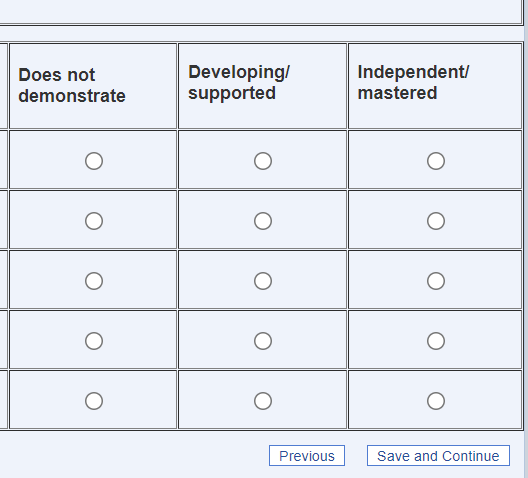 Does not
demonstrate
Developing/
supported
Independent/
mastered
Previous
Save and Continue